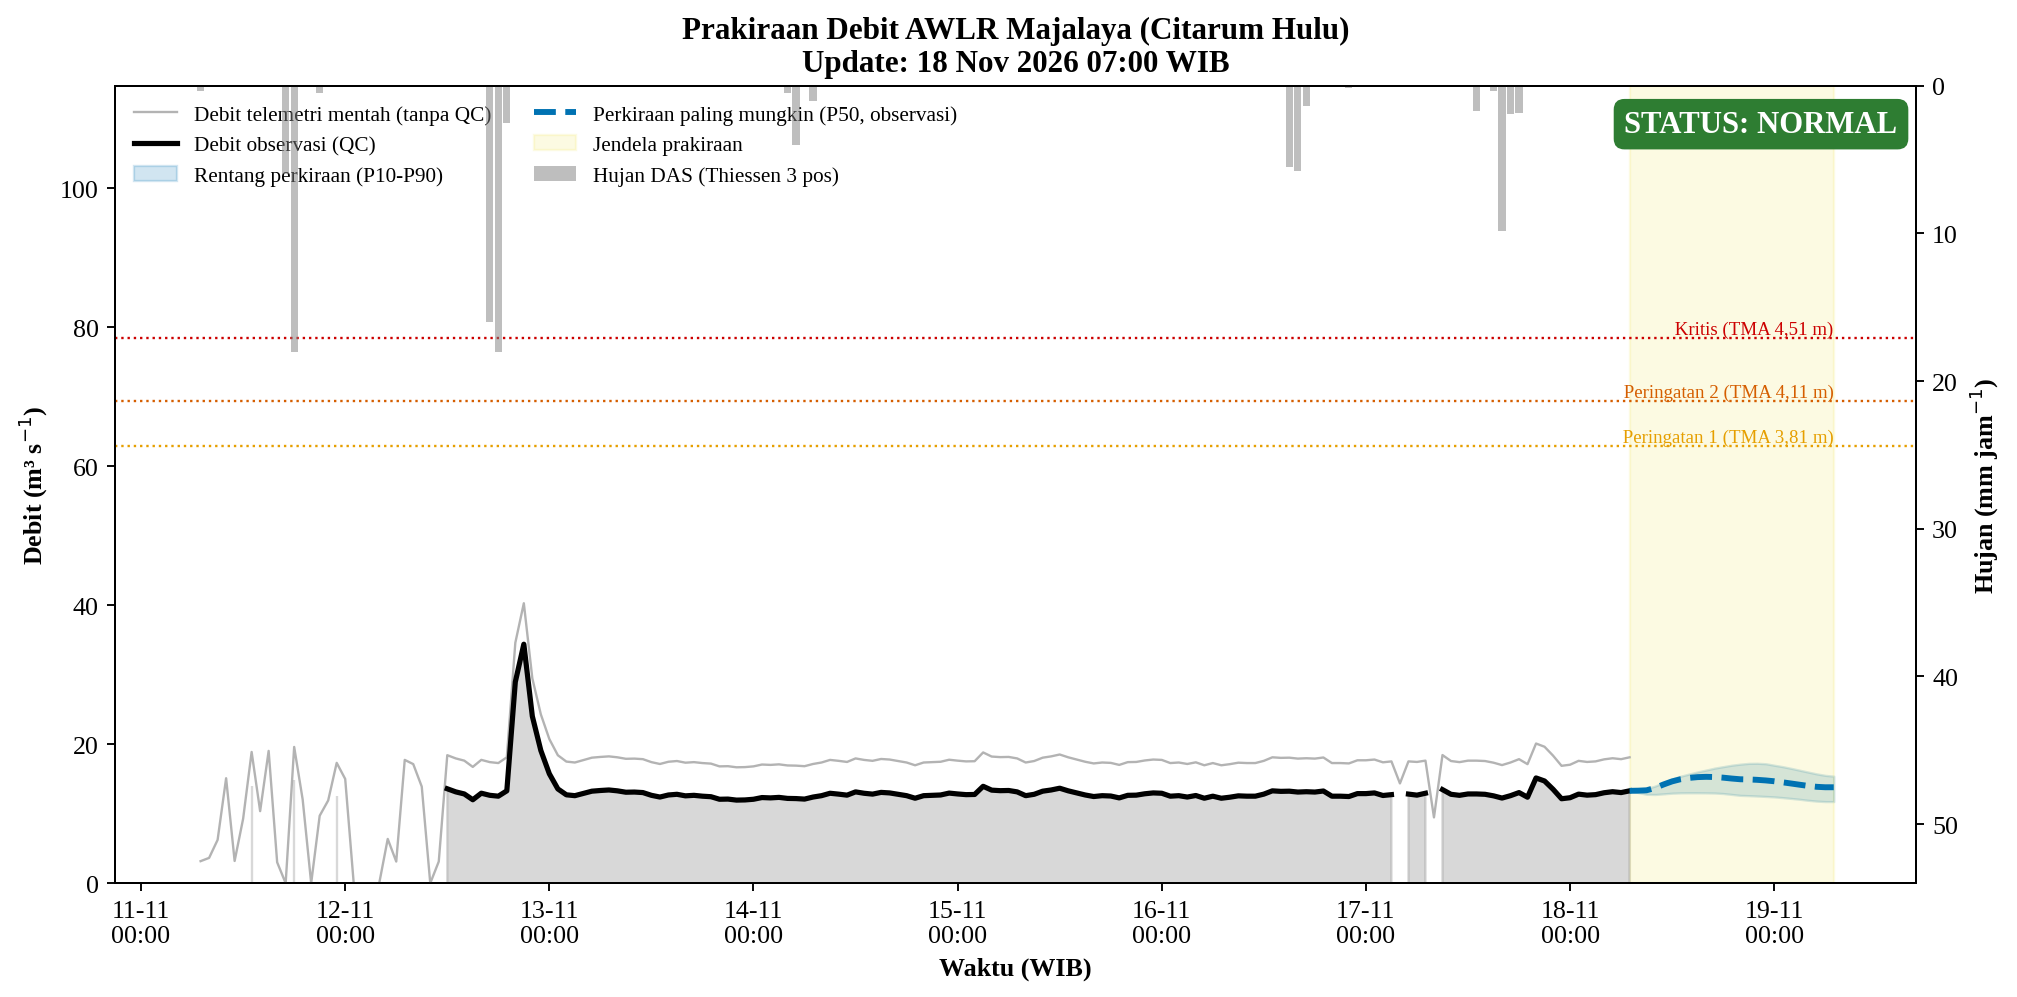 Prakiraan Debit AWLR Majalaya (Citarum Hulu)
Update: 18 Nov 2026 07:00 WIB
Debit telemetri mentah (tanpa QC)
Debit observasi (QC)
Rentang perkiraan (P10-P90)
Perkiraan paling mungkin (P50, observasi)
Jendela prakiraan
Hujan DAS (Thiessen 3 pos)
STATUS: NORMAL
Kritis (TMA 4,51 m)
Peringatan 2 (TMA 4,11 m)
Peringatan 1 (TMA 3,81 m)
Debit (m³ s⁻¹)
100
80
60
40
20
0
Hujan (mm jam⁻¹)
0
10
20
30
40
50
11-11
00:00
12-11
00:00
13-11
00:00
14-11
00:00
15-11
00:00
16-11
00:00
17-11
00:00
18-11
00:00
19-11
00:00
Waktu (WIB)